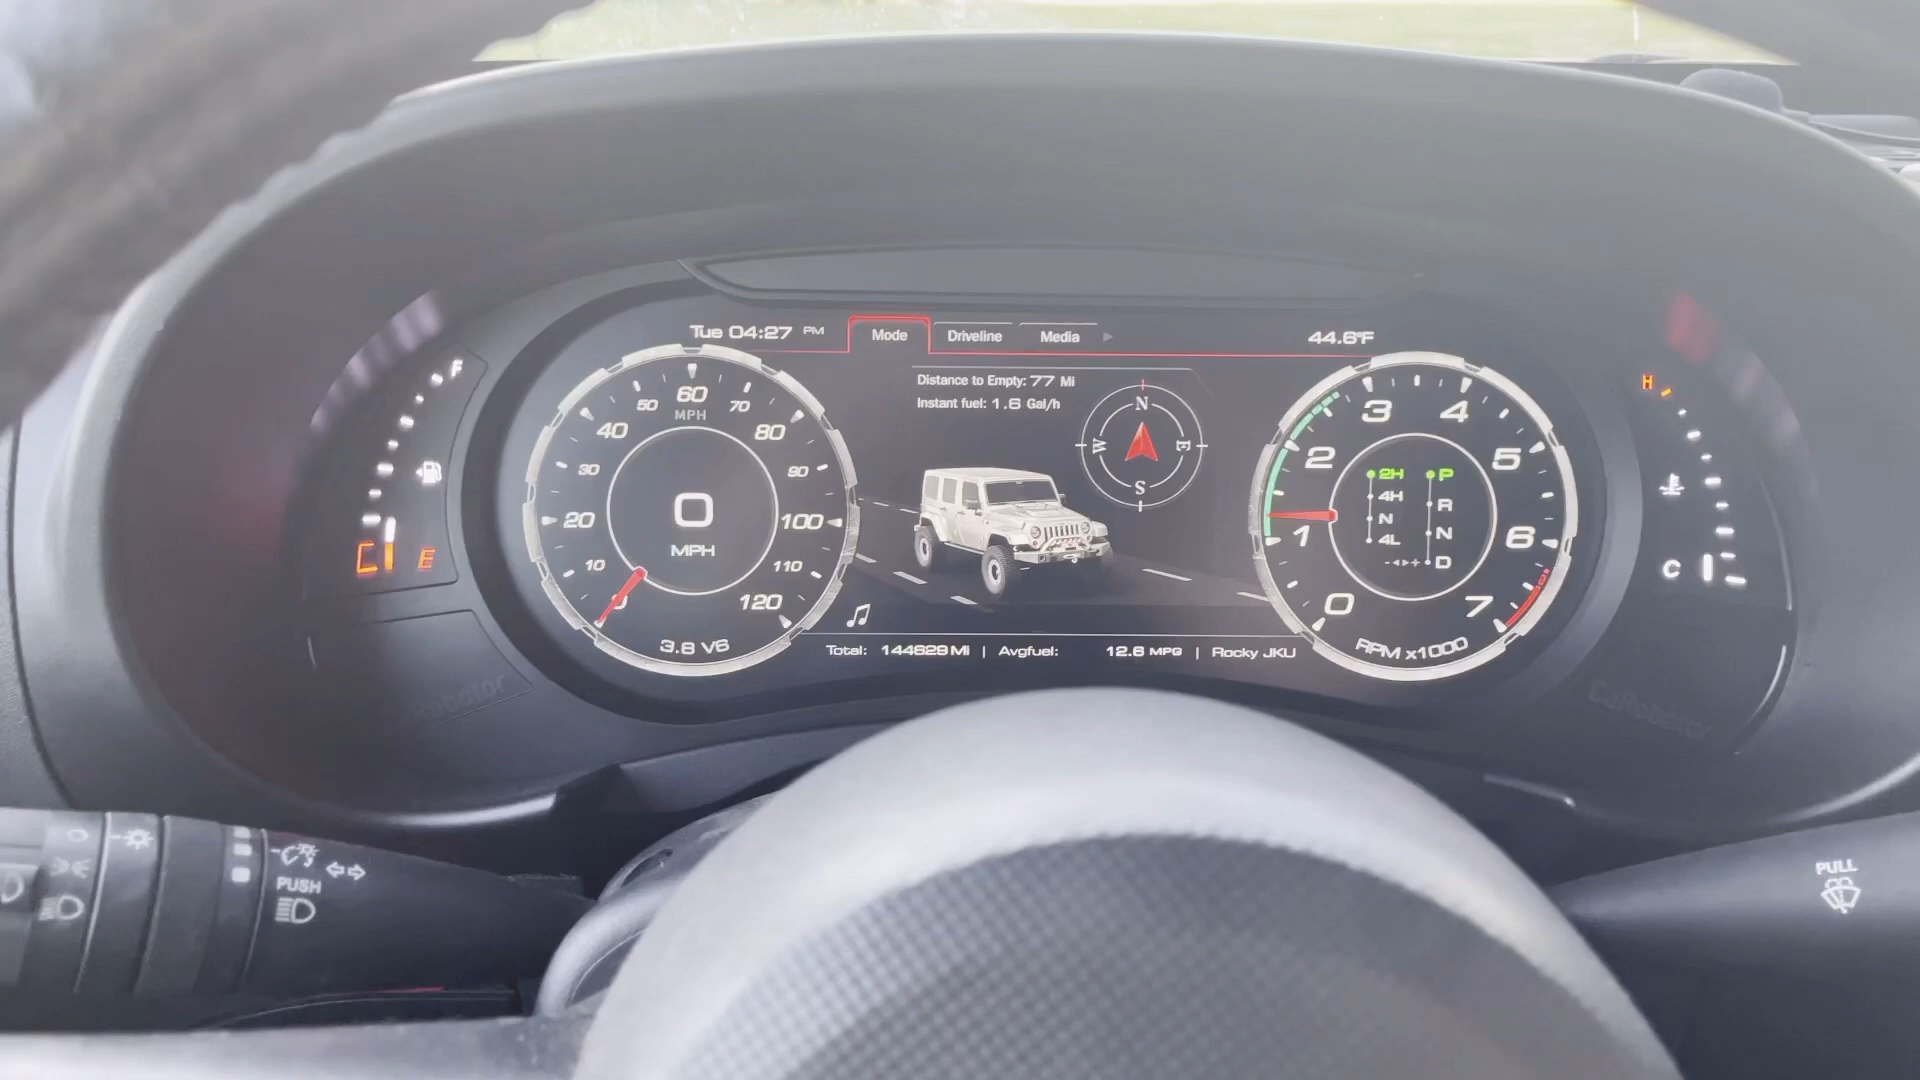 Tue 04:27 PM
Mode
Driveline
Media
44.6°F
Distance to Empty: 77 Mi
Instant fuel: 1.6 Gal/h
N
W
E
S
F
E
0
10
20
30
40
50
60
70
80
90
100
110
120
MPH
0
MPH
3.8 V6
0
1
2
3
4
5
6
7
RPM x1000
2H
4H
N
4L
P
R
N
D
- +
H
C
Total: 144629 Mi | Avgfuel: 12.6 MPG | Rocky JKU
CaRobotor
PUSH
PULL